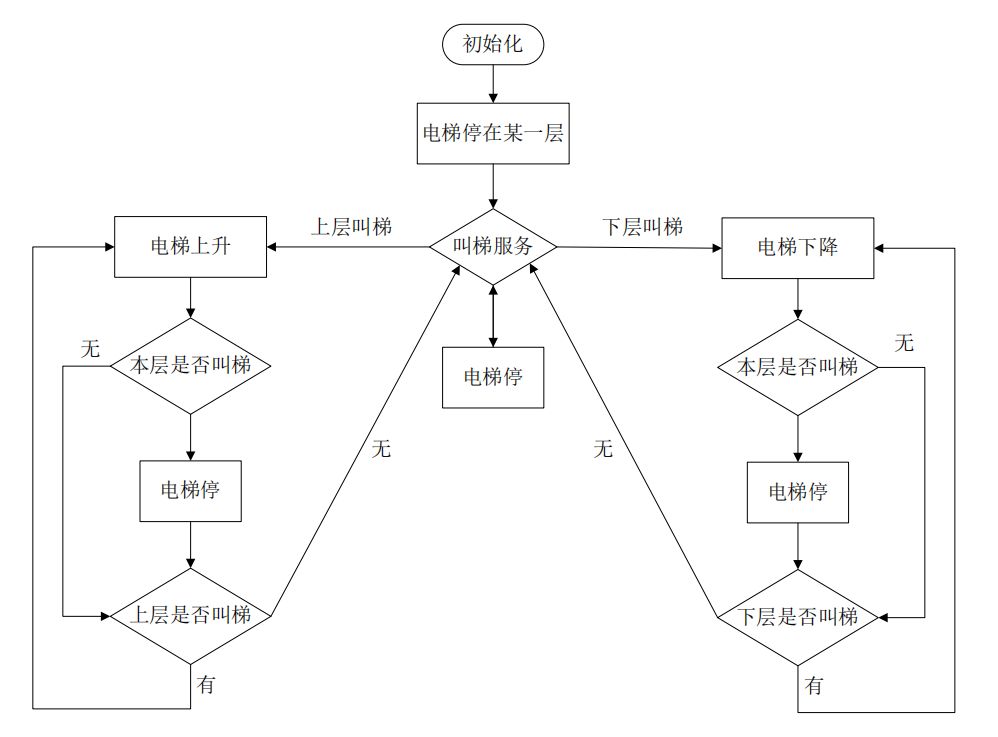 初始化
电梯停在某一层
上层叫梯
下层叫梯
电梯上升
叫梯服务
电梯下降
无
本层是否叫梯
电梯停
本层是否叫梯
无
无
无
电梯停
电梯停
上层是否叫梯
下层是否叫梯
有
有